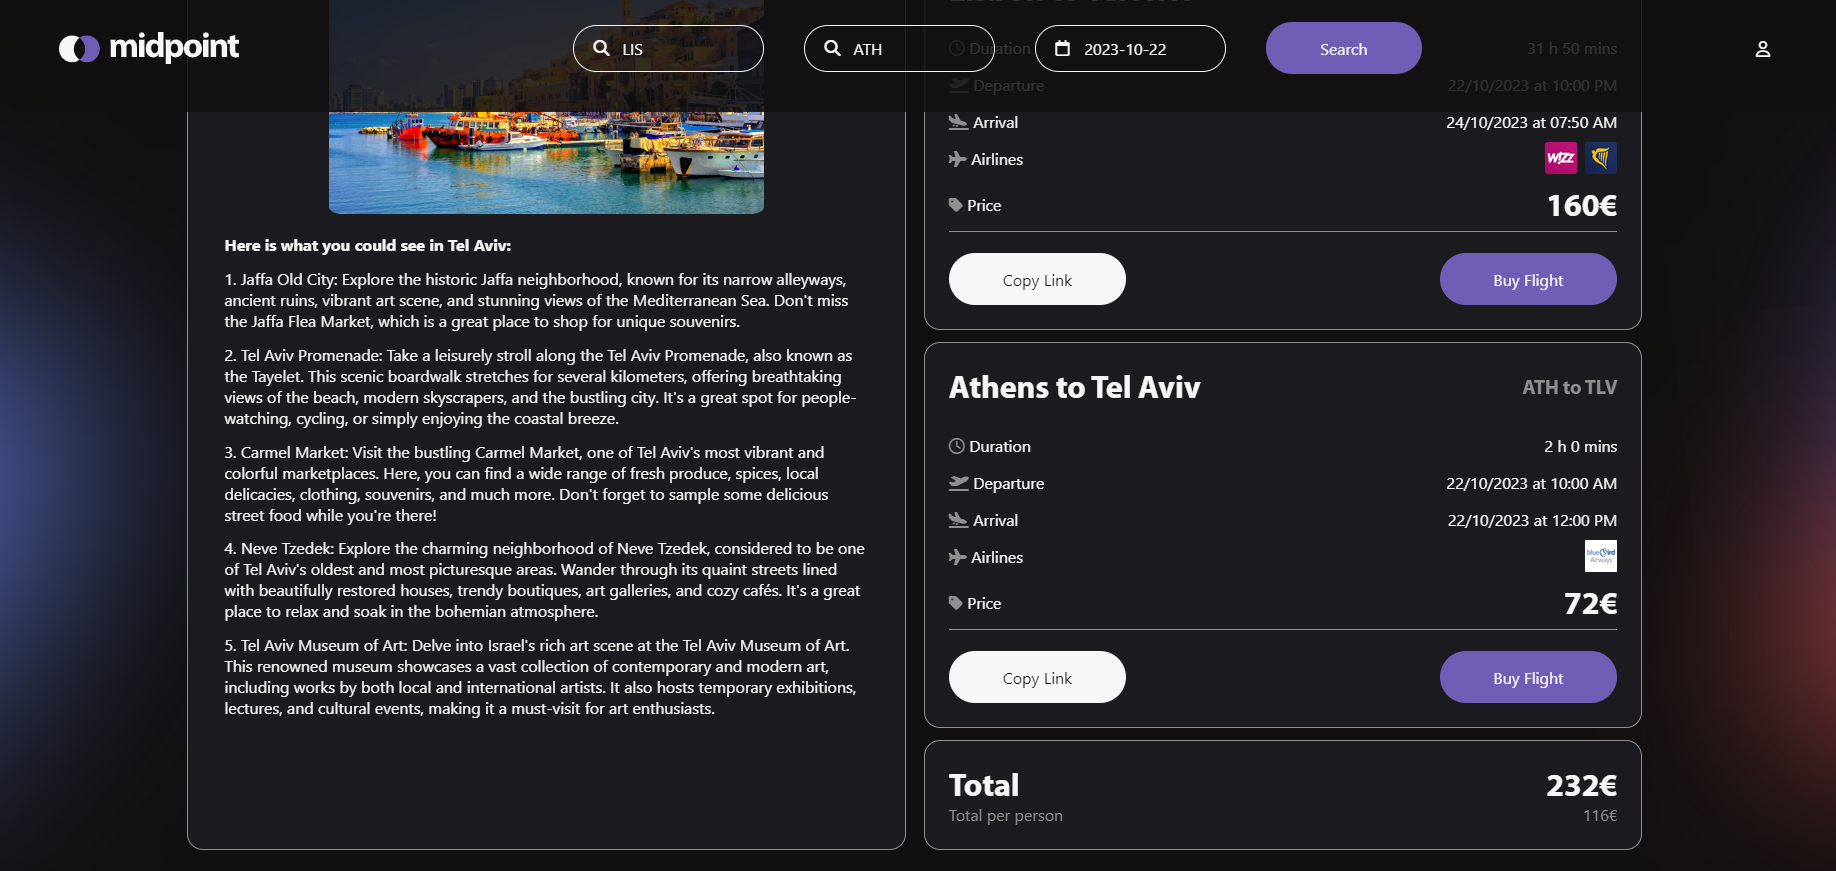 midpoint
LIS
ATH
2023-10-22
Search
Duration 31 h 50 mins
Departure 22/10/2023 at 10:00 PM
Arrival 24/10/2023 at 07:50 AM
Airlines W!ZZ
Price 160€
Copy Link Buy Flight
Here is what you could see in Tel Aviv:
1. Jaffa Old City: Explore the historic Jaffa neighborhood, known for its narrow alleyways,
ancient ruins, vibrant art scene, and stunning views of the Mediterranean Sea. Don't miss
the Jaffa Flea Market, which is a great place to shop for unique souvenirs.
2. Tel Aviv Promenade: Take a leisurely stroll along the Tel Aviv Promenade, also known as
the Tayelet. This scenic boardwalk stretches for several kilometers, offering breathtaking
views of the beach, modern skyscrapers, and the bustling city. It's a great spot for people-
watching, cycling, or simply enjoying the coastal breeze.
3. Carmel Market: Visit the bustling Carmel Market, one of Tel Aviv's most vibrant and
colorful marketplaces. Here, you can find a wide range of fresh produce, spices, local
delicacies, clothing, souvenirs, and much more. Don't forget to sample some delicious
street food while you're there!
4. Neve Tzedek: Explore the charming neighborhood of Neve Tzedek, considered to be one
of Tel Aviv's oldest and most picturesque areas. Wander through its quaint streets lined
with beautifully restored houses, trendy boutiques, art galleries, and cozy cafés. It's a great
place to relax and soak in the bohemian atmosphere.
5. Tel Aviv Museum of Art: Delve into Israel's rich art scene at the Tel Aviv Museum of Art.
This renowned museum showcases a vast collection of contemporary and modern art,
including works by both local and international artists. It also hosts temporary exhibitions,
lectures, and cultural events, making it a must-visit for art enthusiasts.
Athens to Tel Aviv ATH to TLV
Duration 2 h 0 mins
Departure 22/10/2023 at 10:00 AM
Arrival 22/10/2023 at 12:00 PM
Airlines bluebird
Airways
Price 72€
Copy Link Buy Flight
Total 232€
Total per person 116€